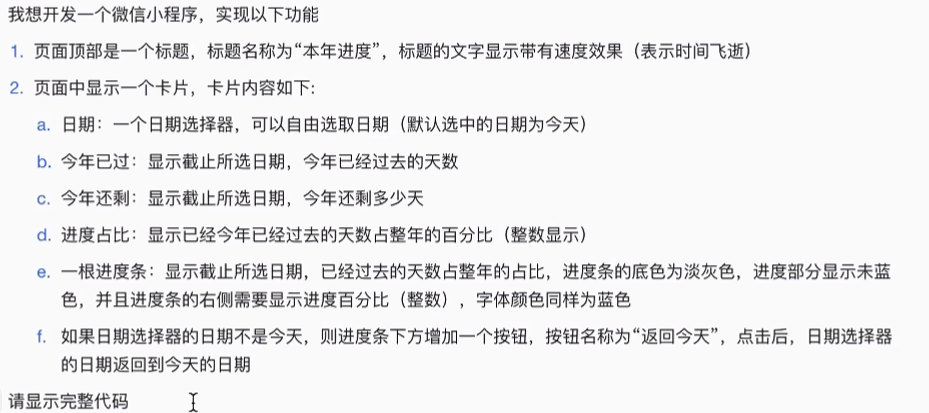 我想开发一个微信小程序，实现以下功能
1. 页面顶部是一个标题，标题名称为“本年进度”，标题的文字显示带有速度效果（表示时间飞逝）
2. 页面中显示一个卡片，卡片内容如下:
a. 日期：一个日期选择器，可以自由选取日期（默认选中的日期为今天）
b. 今年已过：显示截止所选日期，今年已经过去的天数
c. 今年还剩：显示截止所选日期，今年还剩多少天
d. 进度占比：显示已经今年已经过去的天数占整年的百分比（整数显示）
e. 一根进度条：显示截止所选日期，已经过去的天数占整年的占比，进度条的底色为淡灰色，进度部分显示未蓝
色，并且进度条的右侧需要显示进度百分比（整数），字体颜色同样为蓝色
f. 如果日期选择器的日期不是今天，则进度条下方增加一个按钮，按钮名称为“返回今天”，点击后，日期选择器
的日期返回到今天的日期
请显示完整代码